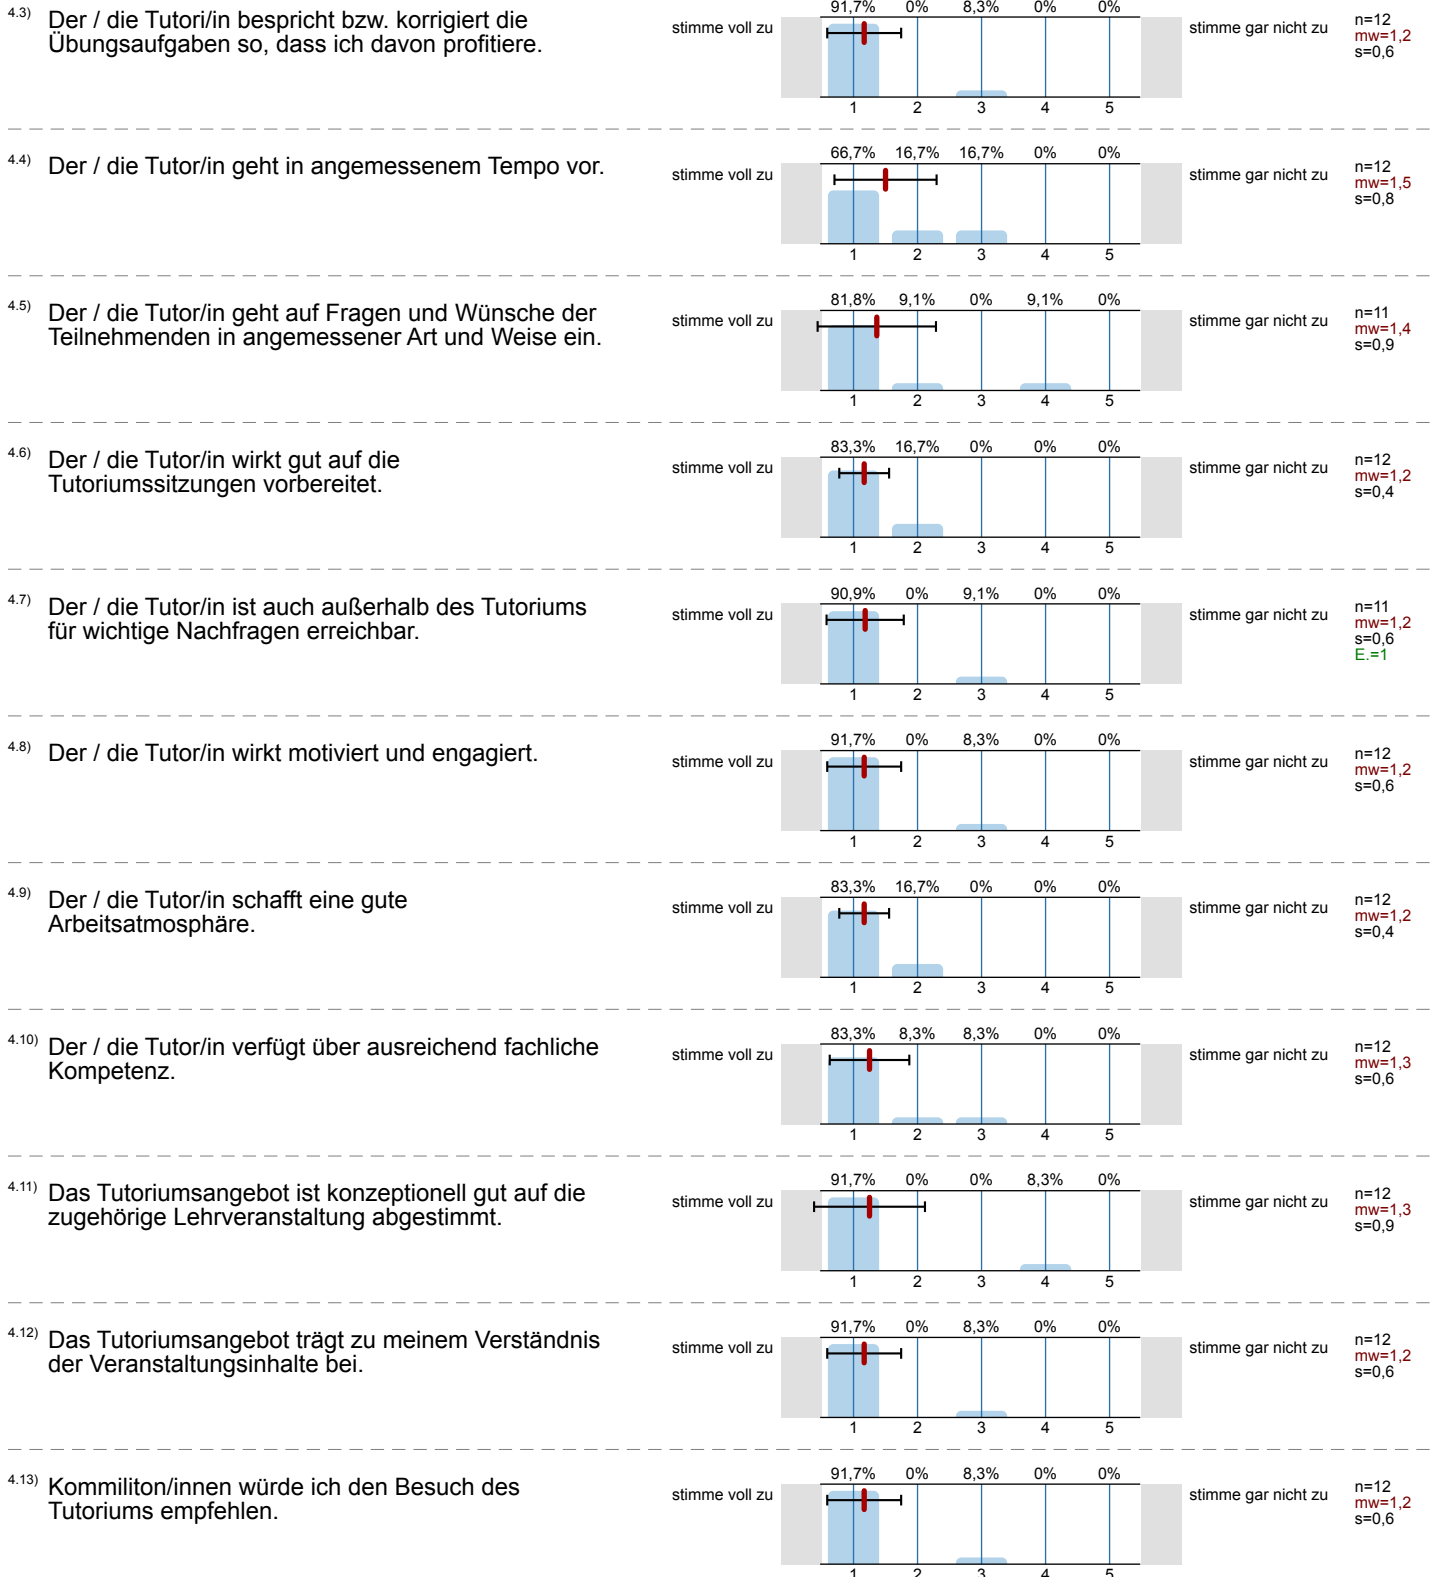 4.3) Der / die Tutori/in bespricht bzw. korrigiert die
Übungsaufgaben so, dass ich davon profitiere.
stimme voll zu
91,7% 0% 8,3% 0% 0%
1 2 3 4 5
stimme gar nicht zu
n=12
mw=1,2
s=0,6
4.4) Der / die Tutor/in geht in angemessenem Tempo vor.
stimme voll zu
66,7% 16,7% 16,7% 0% 0%
1 2 3 4 5
stimme gar nicht zu
n=12
mw=1,5
s=0,8
4.5) Der / die Tutor/in geht auf Fragen und Wünsche der
Teilnehmenden in angemessener Art und Weise ein.
stimme voll zu
81,8% 9,1% 0% 9,1% 0%
1 2 3 4 5
stimme gar nicht zu
n=11
mw=1,4
s=0,9
4.6) Der / die Tutor/in wirkt gut auf die
Tutoriumssitzungen vorbereitet.
stimme voll zu
83,3% 16,7% 0% 0% 0%
1 2 3 4 5
stimme gar nicht zu
n=12
mw=1,2
s=0,4
4.7) Der / die Tutor/in ist auch außerhalb des Tutoriums
für wichtige Nachfragen erreichbar.
stimme voll zu
90,9% 0% 9,1% 0% 0%
1 2 3 4 5
stimme gar nicht zu
n=11
mw=1,2
s=0,6
E.=1
4.8) Der / die Tutor/in wirkt motiviert und engagiert.
stimme voll zu
91,7% 0% 8,3% 0% 0%
1 2 3 4 5
stimme gar nicht zu
n=12
mw=1,2
s=0,6
4.9) Der / die Tutor/in schafft eine gute
Arbeitsatmosphäre.
stimme voll zu
83,3% 16,7% 0% 0% 0%
1 2 3 4 5
stimme gar nicht zu
n=12
mw=1,2
s=0,4
4.10) Der / die Tutor/in verfügt über ausreichend fachliche
Kompetenz.
stimme voll zu
83,3% 8,3% 8,3% 0% 0%
1 2 3 4 5
stimme gar nicht zu
n=12
mw=1,3
s=0,6
4.11) Das Tutoriumsangebot ist konzeptionell gut auf die
zugehörige Lehrveranstaltung abgestimmt.
stimme voll zu
91,7% 0% 0% 8,3% 0%
1 2 3 4 5
stimme gar nicht zu
n=12
mw=1,3
s=0,9
4.12) Das Tutoriumsangebot trägt zu meinem Verständnis
der Veranstaltungsinhalte bei.
stimme voll zu
91,7% 0% 8,3% 0% 0%
1 2 3 4 5
stimme gar nicht zu
n=12
mw=1,2
s=0,6
4.13) Kommiliton/innen würde ich den Besuch des
Tutoriums empfehlen.
stimme voll zu
91,7% 0% 8,3% 0% 0%
1 2 3 4 5
stimme gar nicht zu
n=12
mw=1,2
s=0,6